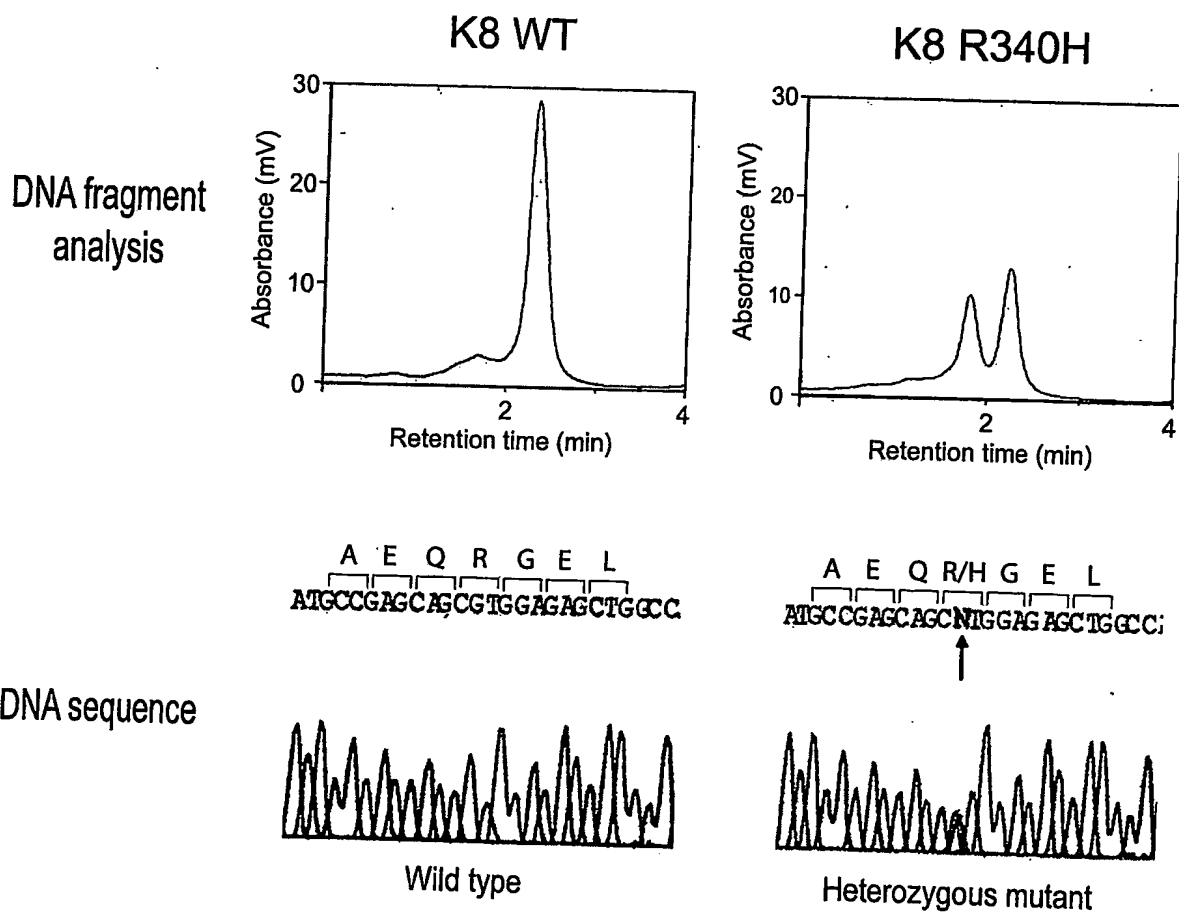 K8 WT
K8 R340H
DNA fragment
analysis
Absorbance (mV)
30
20
10
0
2
4
Retention time (min)
Absorbance (mV)
30
20
10
0
2
4
Retention time (min)
DNA sequence
A E Q R G E L
ATGCCGAGCAGCGTGGAGAGCTGGCC
Wild type
A E Q R/H G E L
ATGCCGAGCAGCNTGGAGAGCTGGCC
Heterozygous mutant